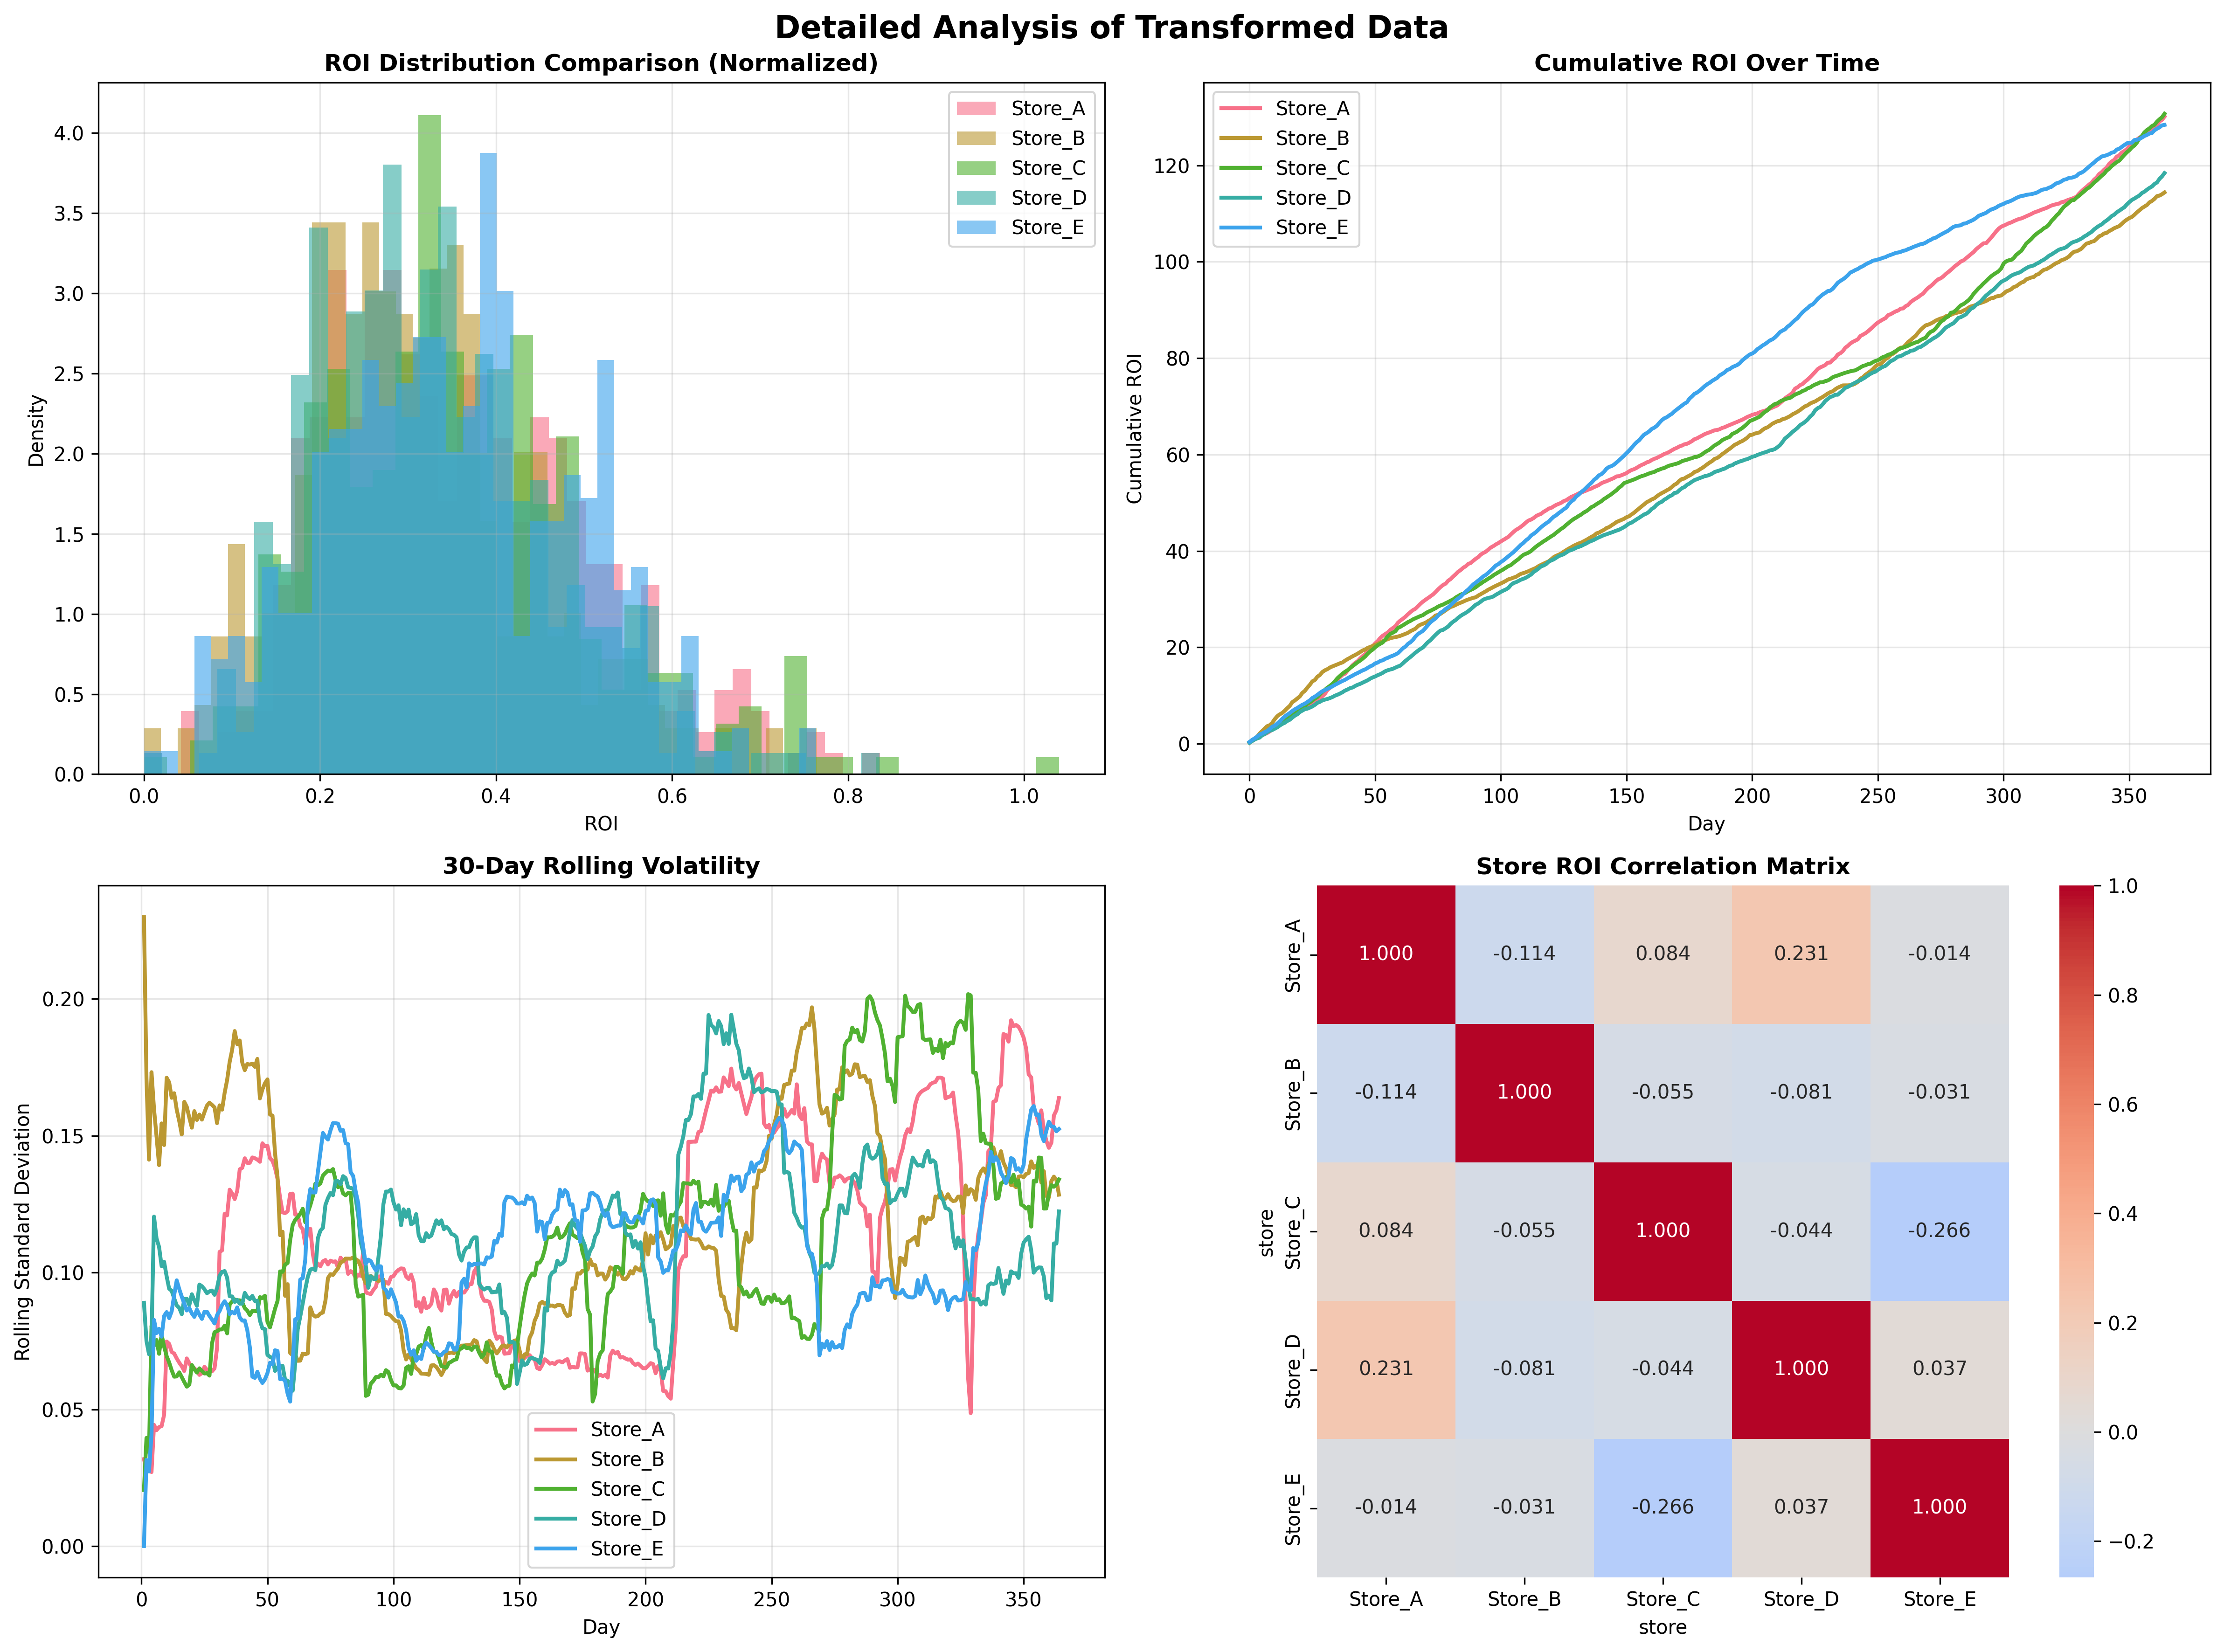 Detailed Analysis of Transformed Data
ROI Distribution Comparison (Normalized)
Density
4.0
3.5
3.0
2.5
2.0
1.5
1.0
0.5
0.0
0.0 0.2 0.4 0.6 0.8 1.0
ROI
Store_A
Store_B
Store_C
Store_D
Store_E
Cumulative ROI Over Time
Cumulative ROI
120
100
80
60
40
20
0
0 50 100 150 200 250 300 350
Day
Store_A
Store_B
Store_C
Store_D
Store_E
30-Day Rolling Volatility
Rolling Standard Deviation
0.20
0.15
0.10
0.05
0.00
0 50 100 150 200 250 300 350
Day
Store_A
Store_B
Store_C
Store_D
Store_E
Store ROI Correlation Matrix
store
Store_A 1.000 -0.114 0.084 0.231 -0.014
Store_B -0.114 1.000 -0.055 -0.081 -0.031
Store_C 0.084 -0.055 1.000 -0.044 -0.266
Store_D 0.231 -0.081 -0.044 1.000 0.037
Store_E -0.014 -0.031 -0.266 0.037 1.000
Store_A Store_B Store_C Store_D Store_E
store
1.0
0.8
0.6
0.4
0.2
0.0
−0.2